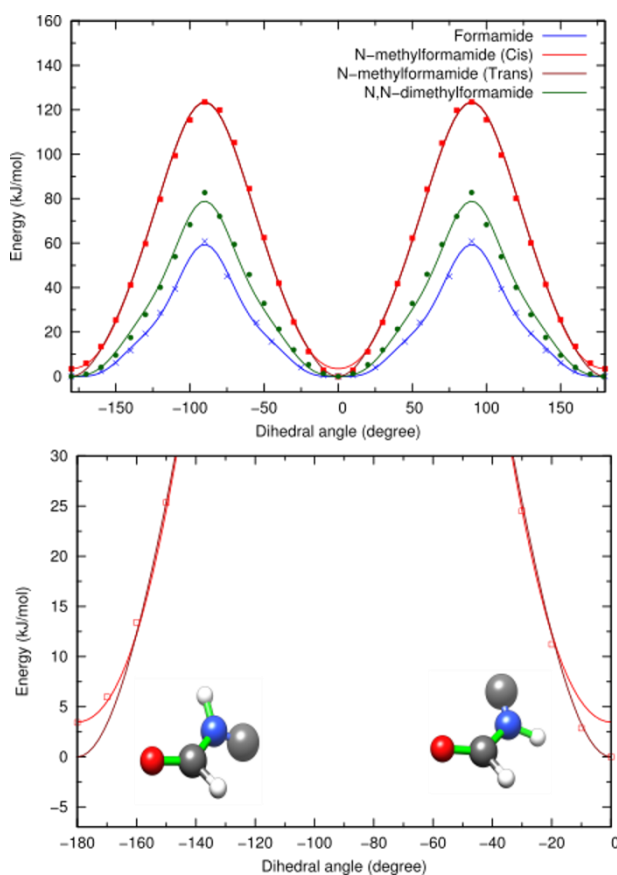 160
140
120
100
80
60
40
20
0
Energy (kJ/mol)
Formamide
N−methylformamide (Cis)
N−methylformamide (Trans)
N,N−dimethylformamide
−150 −100 −50 0 50 100 150
Dihedral angle (degree)
30
25
20
15
10
5
0
−5
Energy (kJ/mol)
−180 −160 −140 −120 −100 −80 −60 −40 −20 0
Dihedral angle (degree)